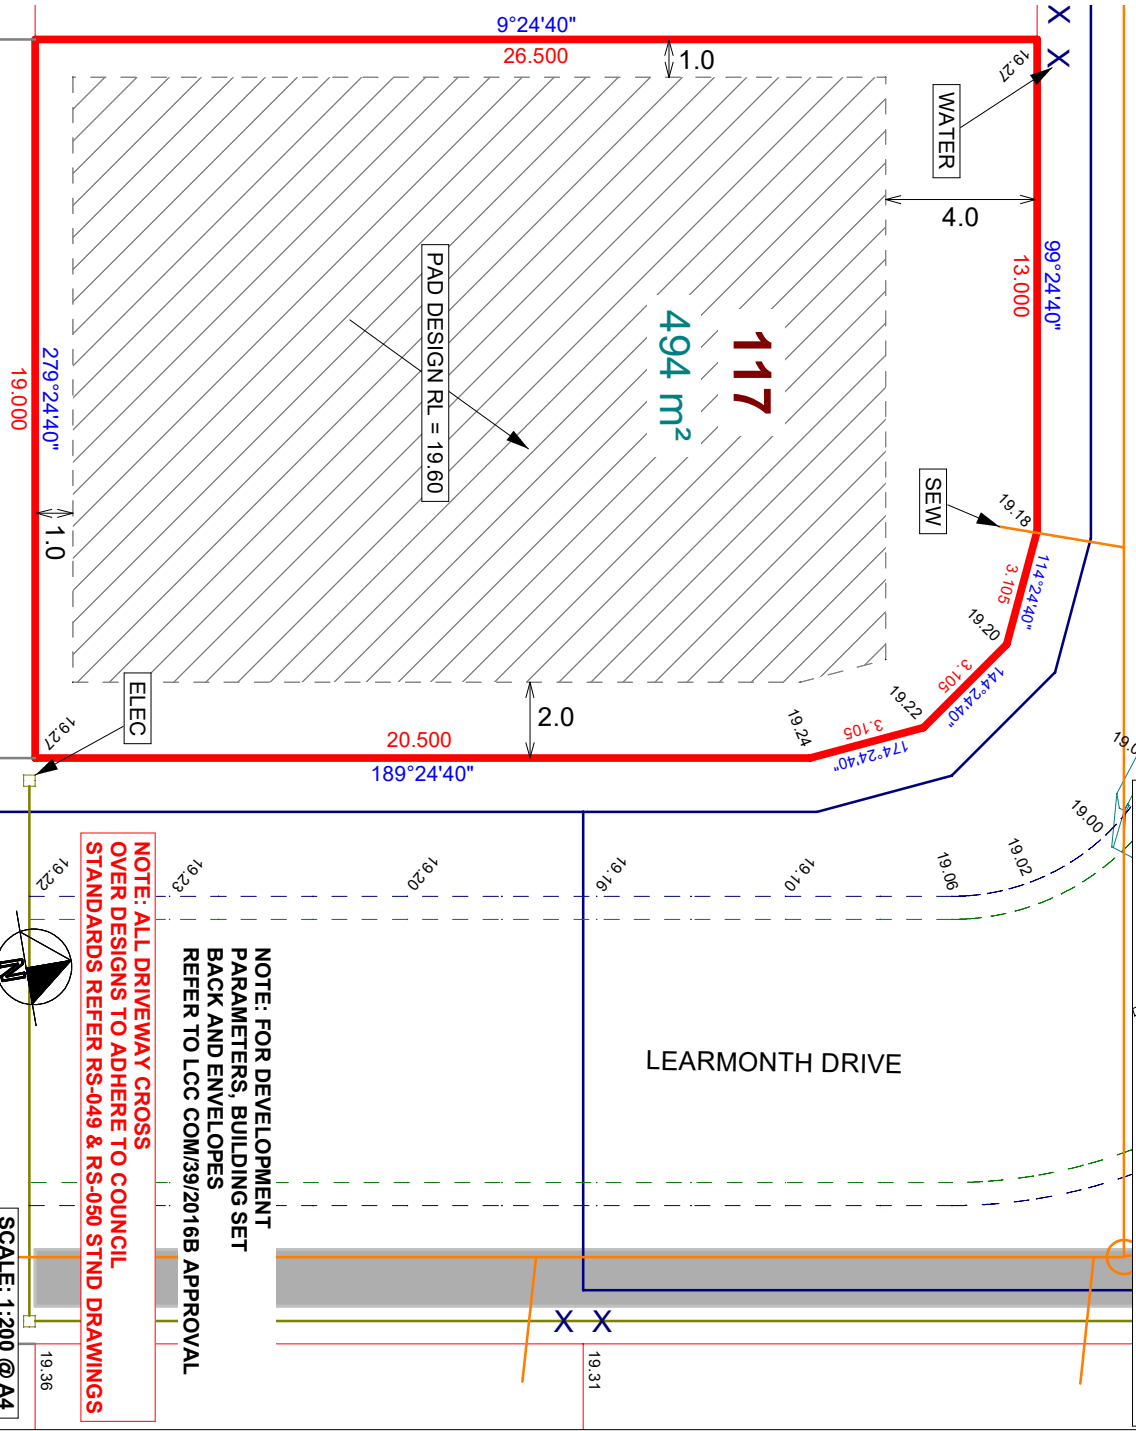 9°24'40"
26.500
1.0
19.27
WATER
4.0
99°24'40"
13.000
PAD DESIGN RL = 19.60
117
494 m²
279°24'40"
19.000
1.0
SEW
19.18
114°24'40"
3.105
19.20
144°24'40"
3.105
19.22
174°24'40"
3.105
19.24
2.0
20.500
189°24'40"
ELEC
19.27
19.22
19.23
19.20
19.16
19.10
19.06
19.02
19.00
NOTE: ALL DRIVEWAY CROSS
OVER DESIGNS TO ADHERE TO COUNCIL
STANDARDS REFER RS-049 & RS-050 STND DRAWINGS
NOTE: FOR DEVELOPMENT
PARAMETERS, BUILDING SET
BACK AND ENVELOPES
REFER TO LCC COM/39/2016B APPROVAL
LEARMONTH DRIVE
N
SCALE: 1:200 @ A4
19.36
19.31
X X
X X